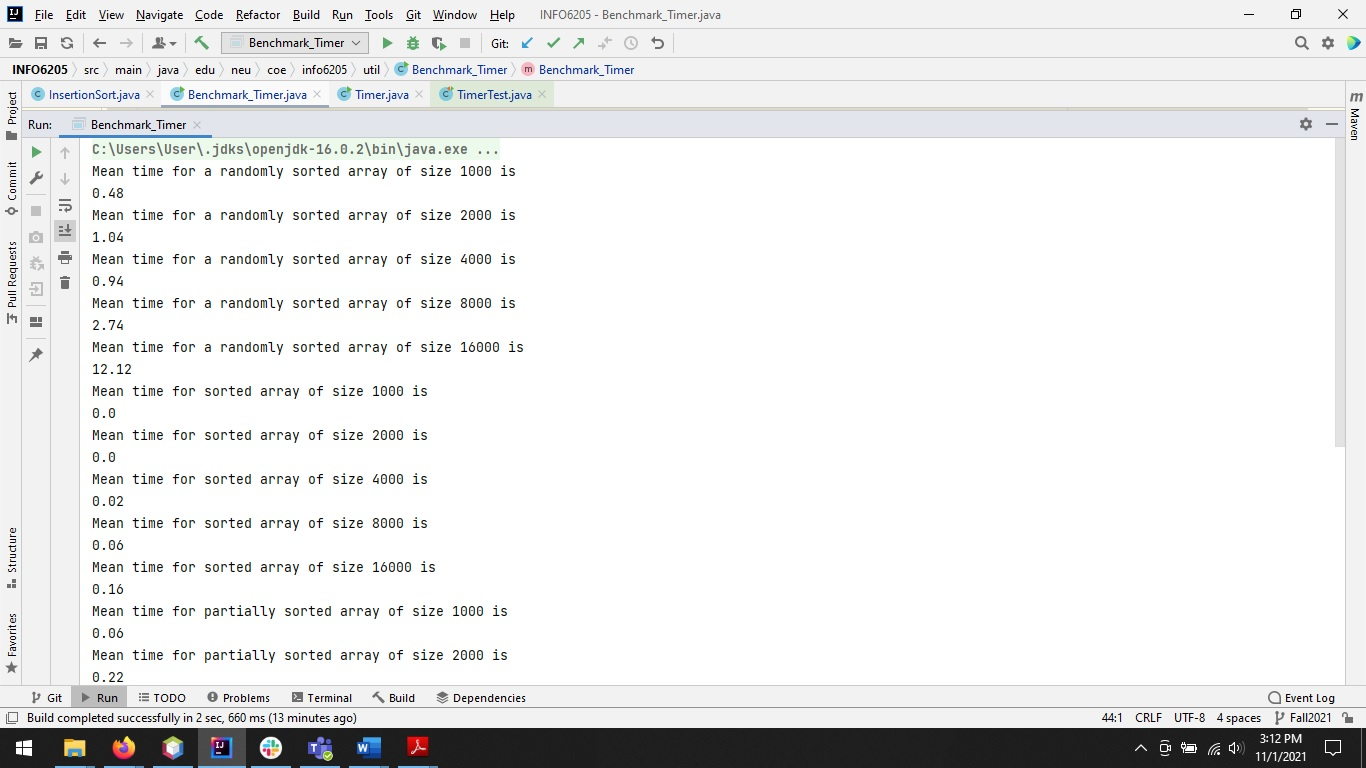 File Edit View Navigate Code Refactor Build Run Tools Git Window Help INFO6205 - Benchmark_Timer.java
Benchmark_Timer Git:
INFO6205 src main java edu neu coe info6205 util Benchmark_Timer Benchmark_Timer
InsertionSort.java Benchmark_Timer.java Timer.java TimerTest.java
Run: Benchmark_Timer
C:\Users\User\.jdks\openjdk-16.0.2\bin\java.exe ...
Mean time for a randomly sorted array of size 1000 is
0.48
Mean time for a randomly sorted array of size 2000 is
1.04
Mean time for a randomly sorted array of size 4000 is
0.94
Mean time for a randomly sorted array of size 8000 is
2.74
Mean time for a randomly sorted array of size 16000 is
12.12
Mean time for sorted array of size 1000 is
0.0
Mean time for sorted array of size 2000 is
0.0
Mean time for sorted array of size 4000 is
0.02
Mean time for sorted array of size 8000 is
0.06
Mean time for sorted array of size 16000 is
0.16
Mean time for partially sorted array of size 1000 is
0.06
Mean time for partially sorted array of size 2000 is
0.22
Project
Commit
Pull Requests
Structure
Favorites
Maven
Git Run TODO Problems Terminal Build Dependencies Event Log
Build completed successfully in 2 sec, 660 ms (13 minutes ago) 44:1 CRLF UTF-8 4 spaces Fall2021
3:12 PM
11/1/2021